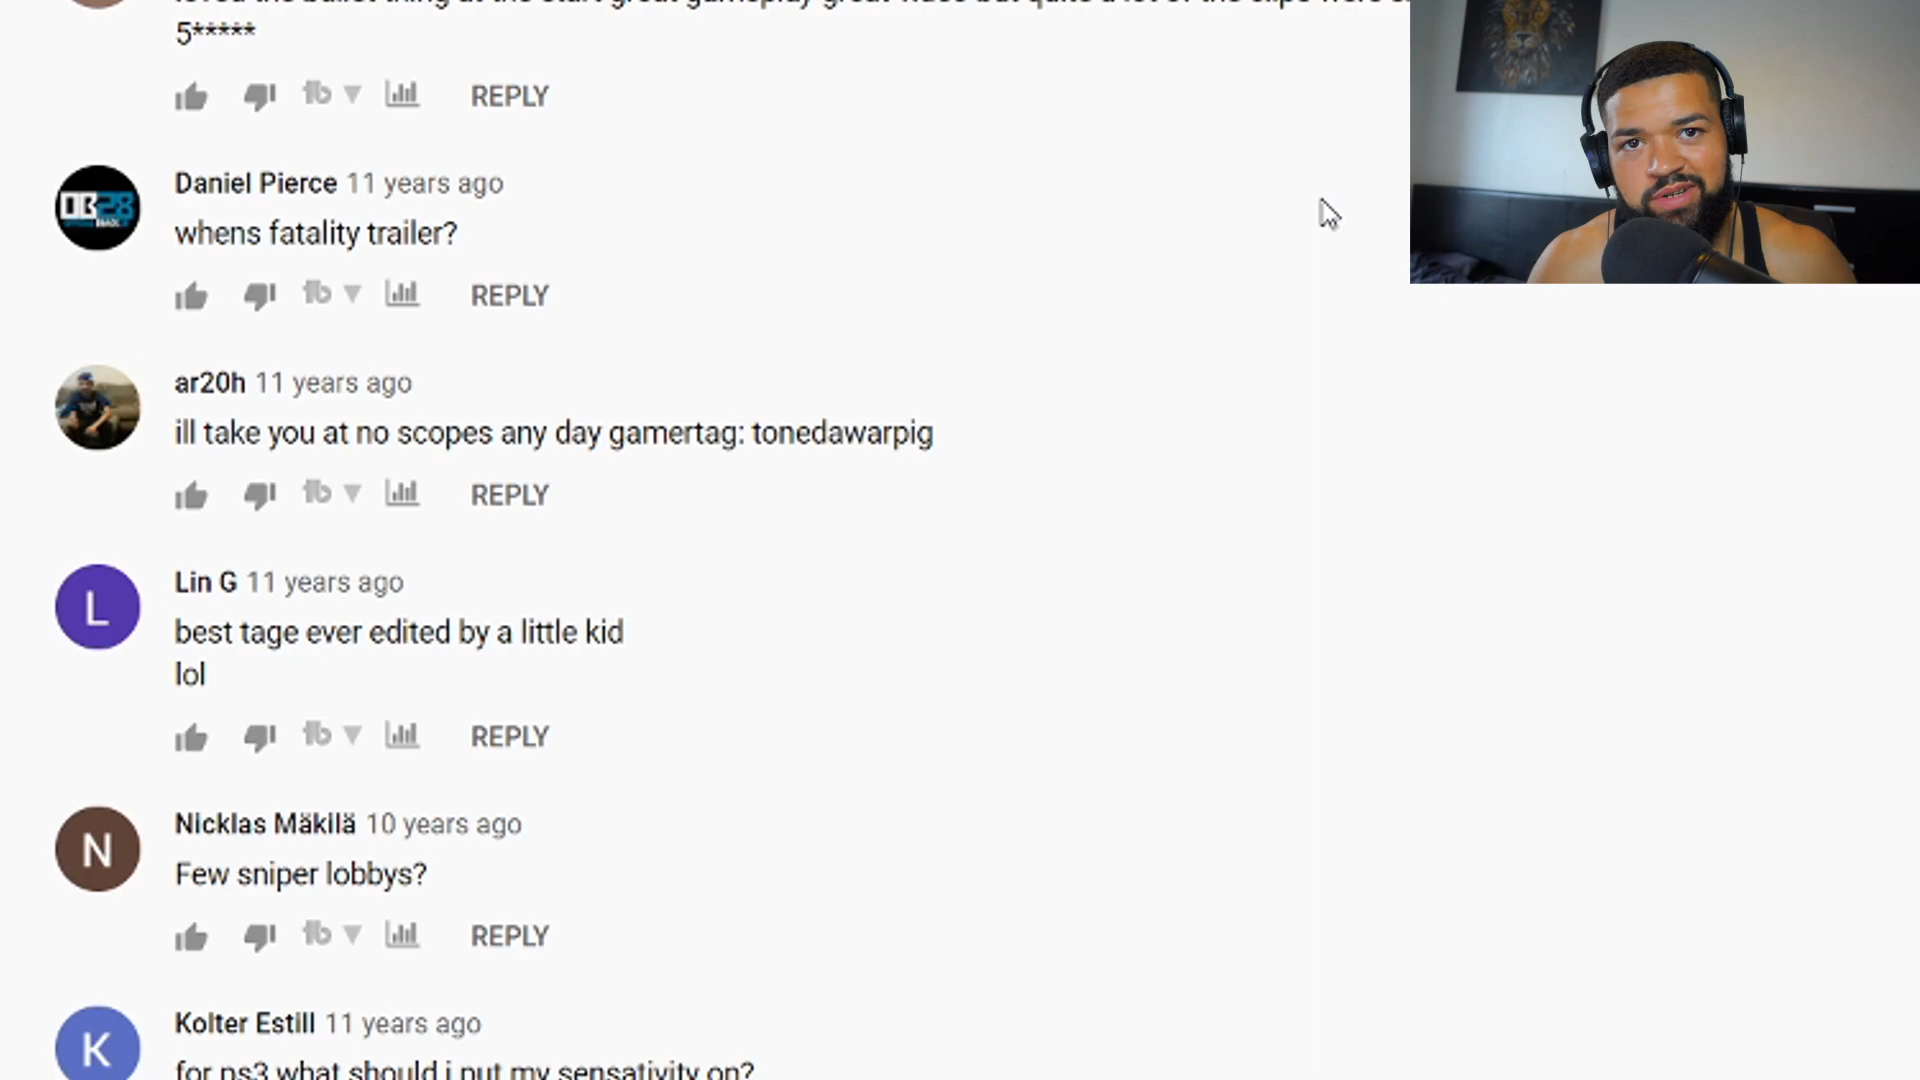 5*****
REPLY
Daniel Pierce 11 years ago
whens fatality trailer?
REPLY
ar20h 11 years ago
ill take you at no scopes any day gamertag: tonedawarpig
REPLY
Lin G 11 years ago
best tage ever edited by a little kid
lol
REPLY
Nicklas Mäkilä 10 years ago
Few sniper lobbys?
REPLY
Kolter Estill 11 years ago
for ps3 what should i put my sensativity on?